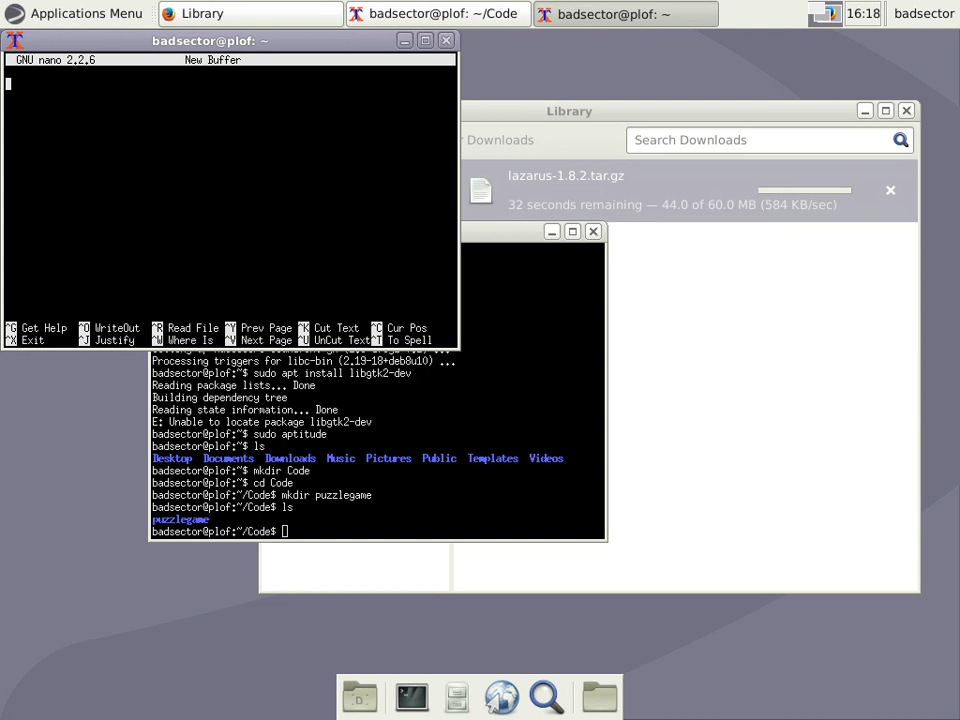 Applications Menu
Library
badsector@plof: ~/Code
badsector@plof: ~
16:18
badsector
badsector@plof: ~
GNU nano 2.2.6 New Buffer
^G Get Help ^O WriteOut ^R Read File ^Y Prev Page ^K Cut Text ^C Cur Pos
^X Exit ^J Justify ^W Where Is ^V Next Page ^U UnCut Text ^T To Spell
Library
Downloads
Search Downloads
lazarus-1.8.2.tar.gz
32 seconds remaining — 44.0 of 60.0 MB (584 KB/sec)
Processing triggers for libc-bin (2.19-18+deb8u10) ...
badsector@plof:~$ sudo apt install libgtk2-dev
Reading package lists... Done
Building dependency tree
Reading state information... Done
E: Unable to locate package libgtk2-dev
badsector@plof:~$ sudo aptitude
badsector@plof:~$ ls
Desktop Documents Downloads Music Pictures Public Templates Videos
badsector@plof:~$ mkdir Code
badsector@plof:~$ cd Code
badsector@plof:~/Code$ mkdir puzzlegame
badsector@plof:~/Code$ ls
puzzlegame
badsector@plof:~/Code$